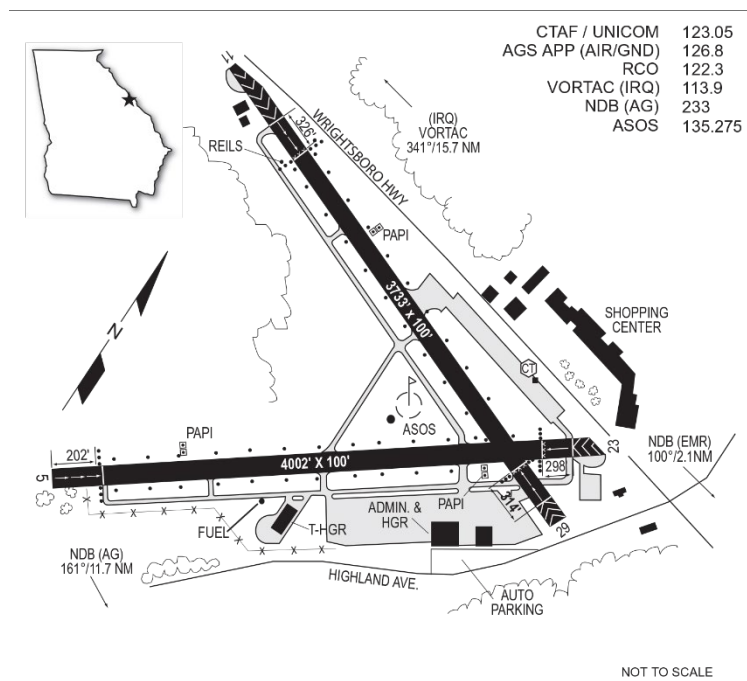 CTAF / UNICOM 123.05
AGS APP (AIR/GND) 126.8
RCO 122.3
VORTAC (IRQ) 113.9
NDB (AG) 233
ASOS 135.275
11
326'
REILS
WRIGHTSBORO HWY
(IRQ)
VORTAC
341°/15.7 NM
PAPI
3733' X 100'
SHOPPING
CENTER
CT
N
ASOS
PAPI
202'
5
4002' X 100'
23
298
NDB (EMR)
100°/2.1NM
PAPI
314'
29
FUEL
T-HGR
ADMIN. &
HGR
NDB (AG)
161°/11.7 NM
HIGHLAND AVE.
AUTO
PARKING
NOT TO SCALE